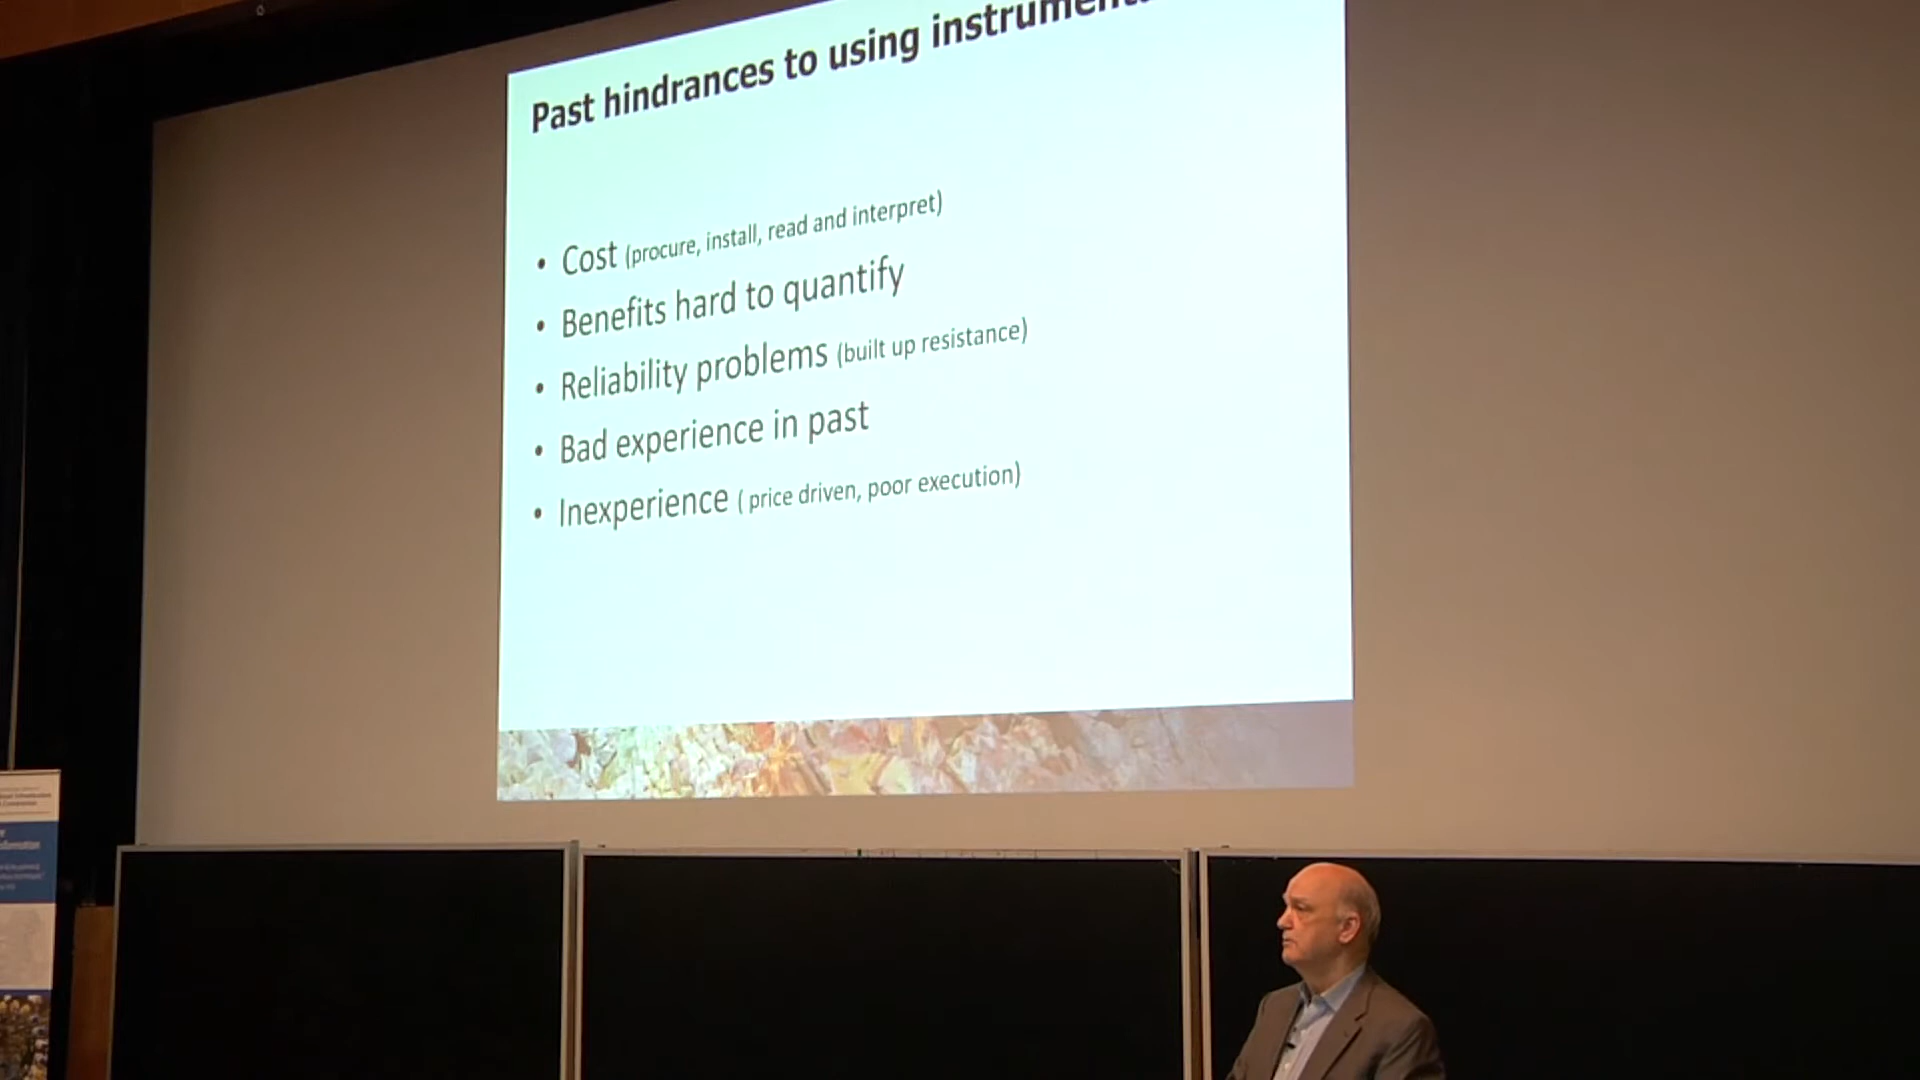 Past hindrances to using
• Cost (procure, install, read and interpret)
• Benefits hard to quantify
• Reliability problems (built up resistance)
• Bad experience in past
• Inexperience ( price driven, poor execution)